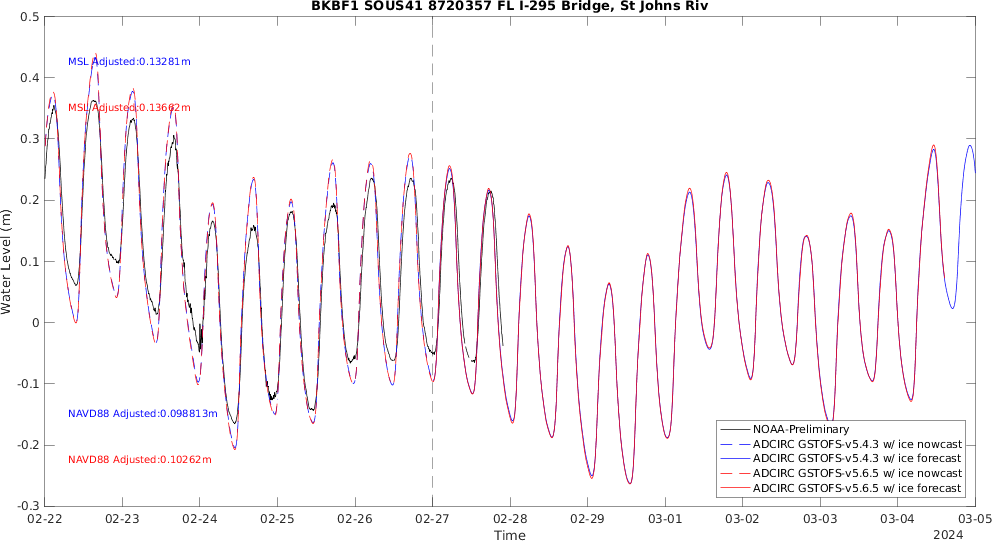 BKBF1 SOUS41 8720357 FL I-295 Bridge, St Johns Riv
0.5
0.4
0.3
0.2
0.1
0
-0.1
-0.2
-0.3
Water Level (m)
MSL Adjusted:0.13281m
MSL Adjusted:0.13662m
NAVD88 Adjusted:0.098813m
NAVD88 Adjusted:0.10262m
NOAA-Preliminary
ADCIRC GSTOFS-v5.4.3 w/ ice nowcast
ADCIRC GSTOFS-v5.4.3 w/ ice forecast
ADCIRC GSTOFS-v5.6.5 w/ ice nowcast
ADCIRC GSTOFS-v5.6.5 w/ ice forecast
02-22 02-23 02-24 02-25 02-26 02-27 02-28 02-29 03-01 03-02 03-03 03-04 03-05
Time
2024